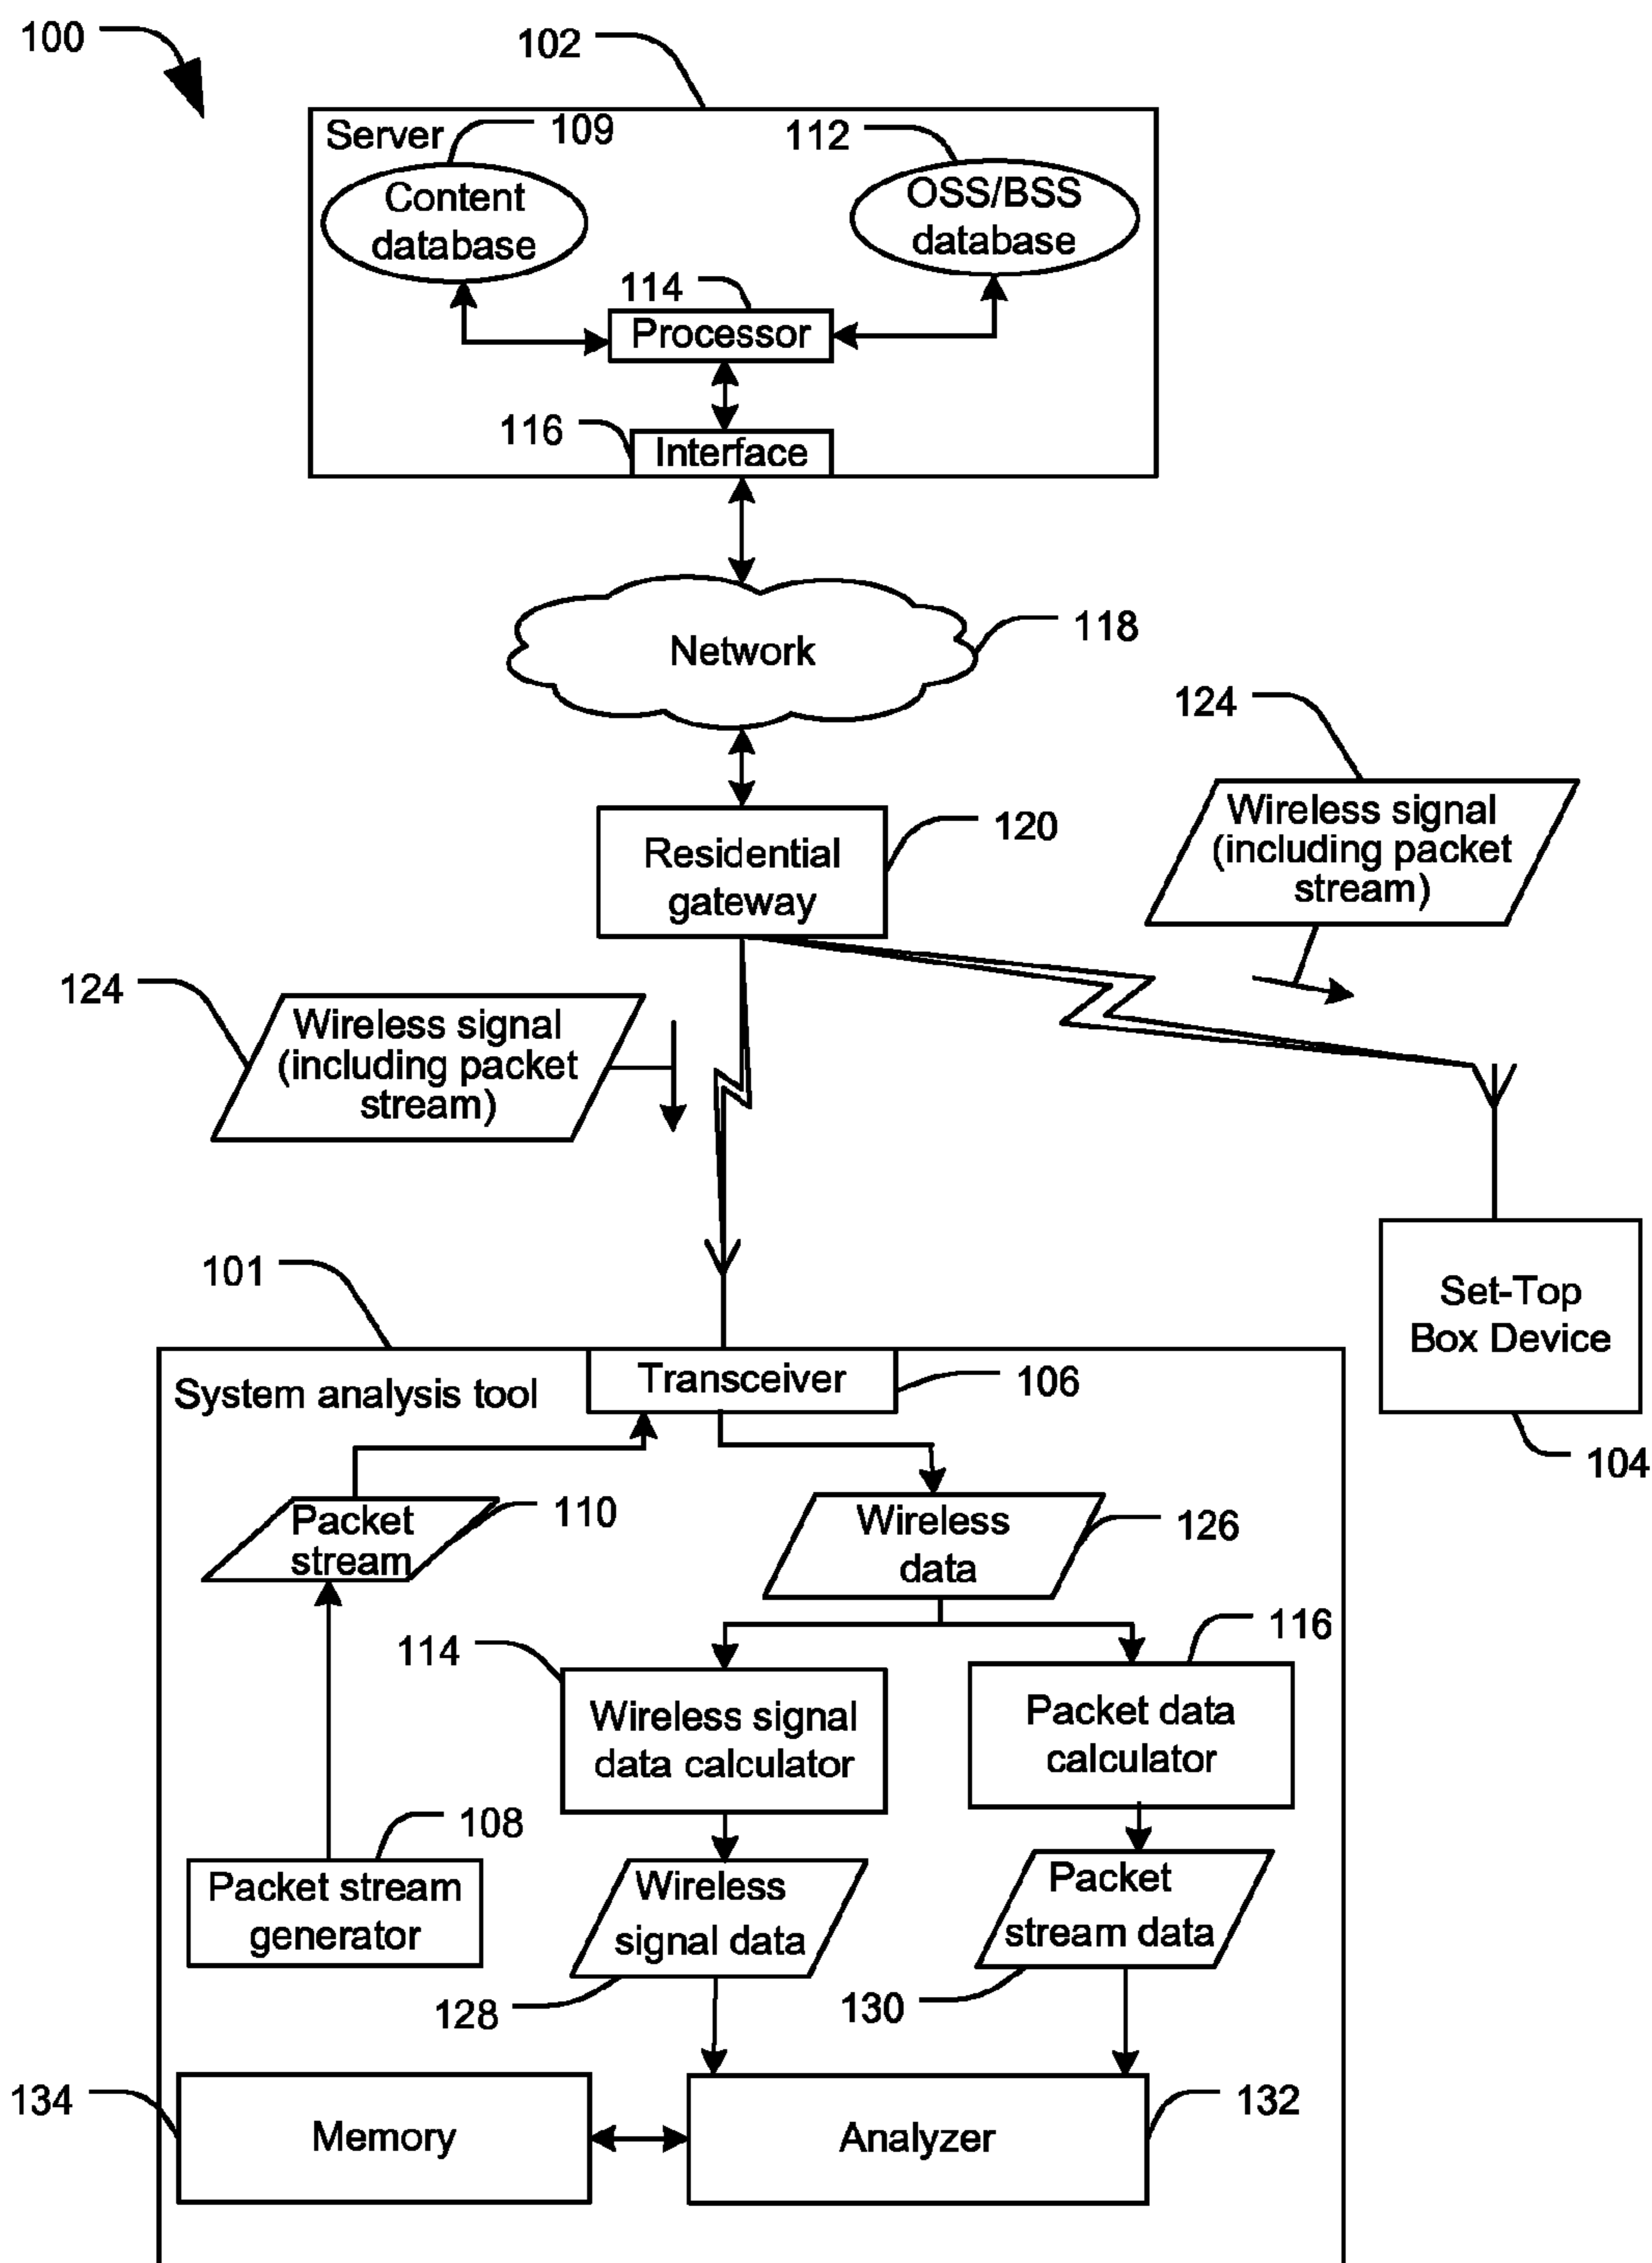 100
102
Server
109
112
Content
database
OSS/BSS
database
114
Processor
116
Interface
Network
118
124
Wireless signal
(including packet
stream)
Residential
gateway
120
124
Wireless signal
(including packet
stream)
101
System analysis tool
Transceiver
106
Set-Top
Box Device
104
Packet
stream
110
Wireless
data
126
114
Wireless signal
data calculator
116
Packet data
calculator
108
Packet stream
generator
Wireless
signal data
128
Packet
stream data
130
134
Memory
Analyzer
132